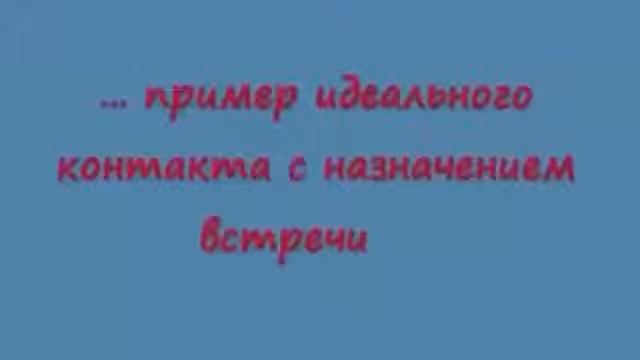 ... пример идеального
контакта с назначением
встречи